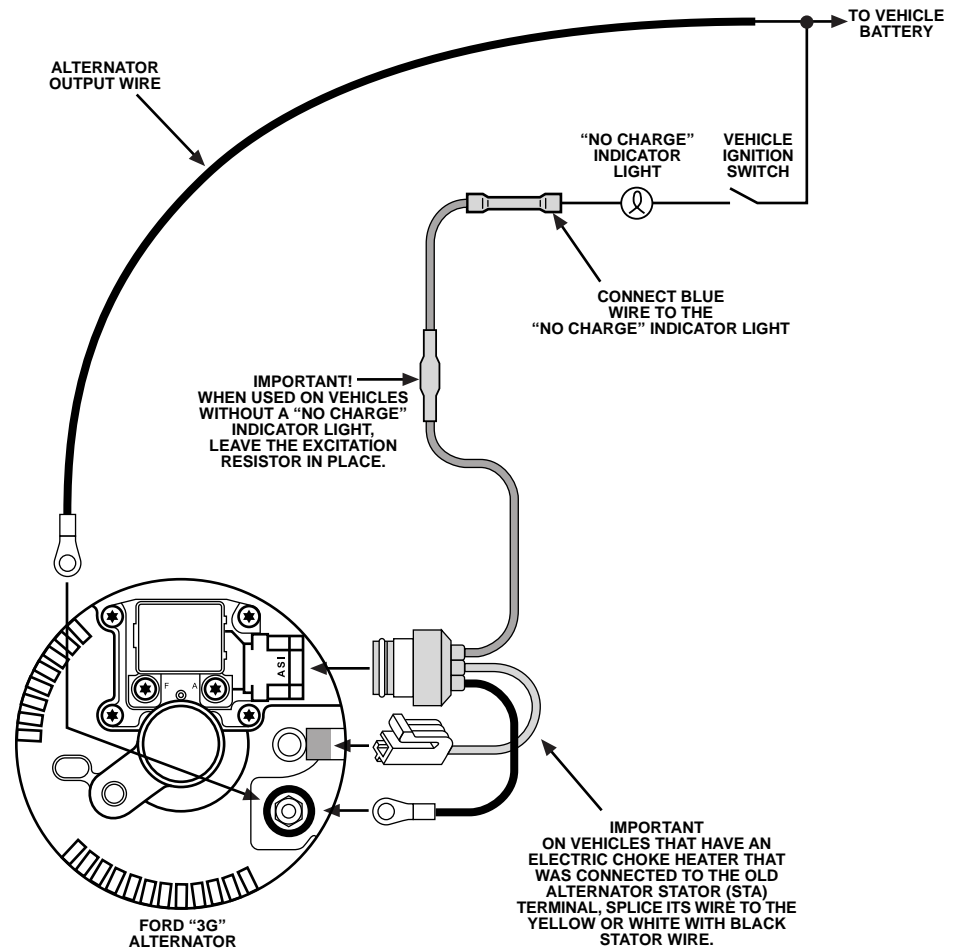 TO VEHICLE
BATTERY
ALTERNATOR
OUTPUT WIRE
“NO CHARGE”
INDICATOR
LIGHT
VEHICLE
IGNITION
SWITCH
CONNECT BLUE
WIRE TO THE
“NO CHARGE” INDICATOR LIGHT
IMPORTANT!
WHEN USED ON VEHICLES
WITHOUT A “NO CHARGE”
INDICATOR LIGHT,
LEAVE THE EXCITATION
RESISTOR IN PLACE.
ASI
F A
IMPORTANT
ON VEHICLES THAT HAVE AN
ELECTRIC CHOKE HEATER THAT
WAS CONNECTED TO THE OLD
ALTERNATOR STATOR (STA)
TERMINAL, SPLICE ITS WIRE TO THE
YELLOW OR WHITE WITH BLACK
STATOR WIRE.
FORD “3G”
ALTERNATOR